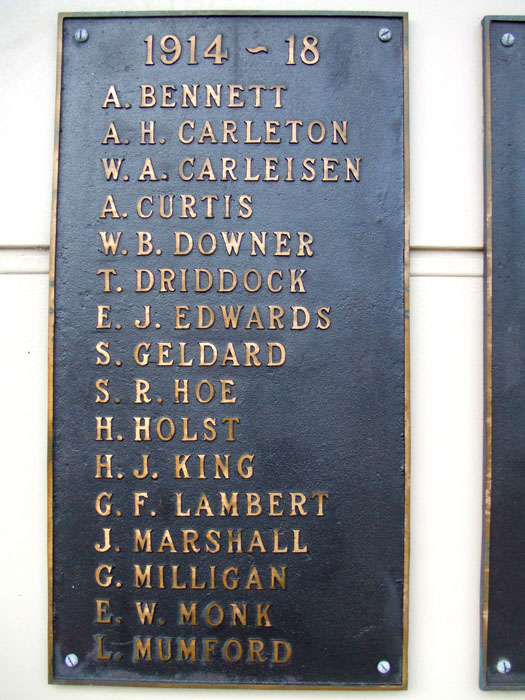 1914 ~ 18
A. BENNETT
A. H. CARLETON
W. A. CARLEISEN
A. CURTIS
W. B. DOWNER
T. DRIDDOCK
E. J. EDWARDS
S. GELDARD
S. R. HOE
H. HOLST
H. J. KING
G. F. LAMBERT
J. MARSHALL
G. MILLIGAN
E. W. MONK
L. MUMFORD